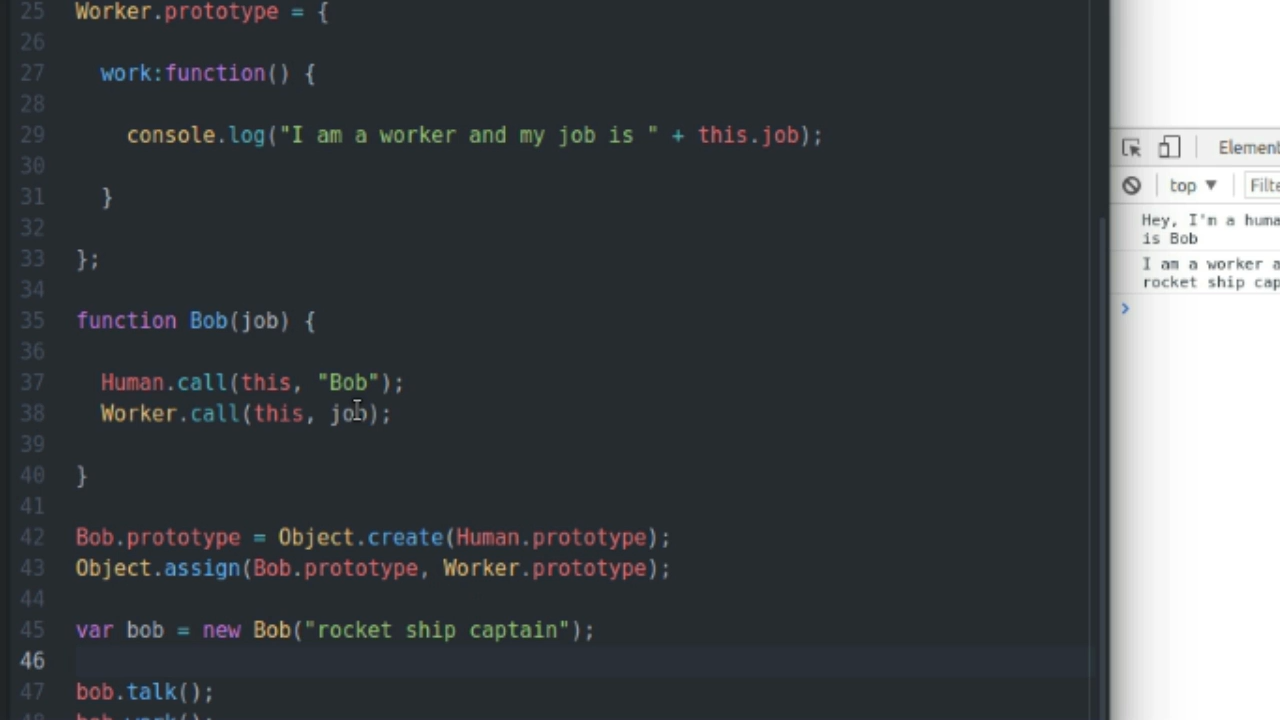 25 Worker.prototype = {
26
27 work:function() {
28
29 console.log("I am a worker and my job is " + this.job);
30
31 }
32
33 };
34
35 function Bob(job) {
36
37 Human.call(this, "Bob");
38 Worker.call(this, job);
39
40 }
41
42 Bob.prototype = Object.create(Human.prototype);
43 Object.assign(Bob.prototype, Worker.prototype);
44
45 var bob = new Bob("rocket ship captain");
46
47 bob.talk();
48 bob.work();
Element
top ▼ Filte
Hey, I'm a huma
is Bob
I am a worker a
rocket ship cap
>